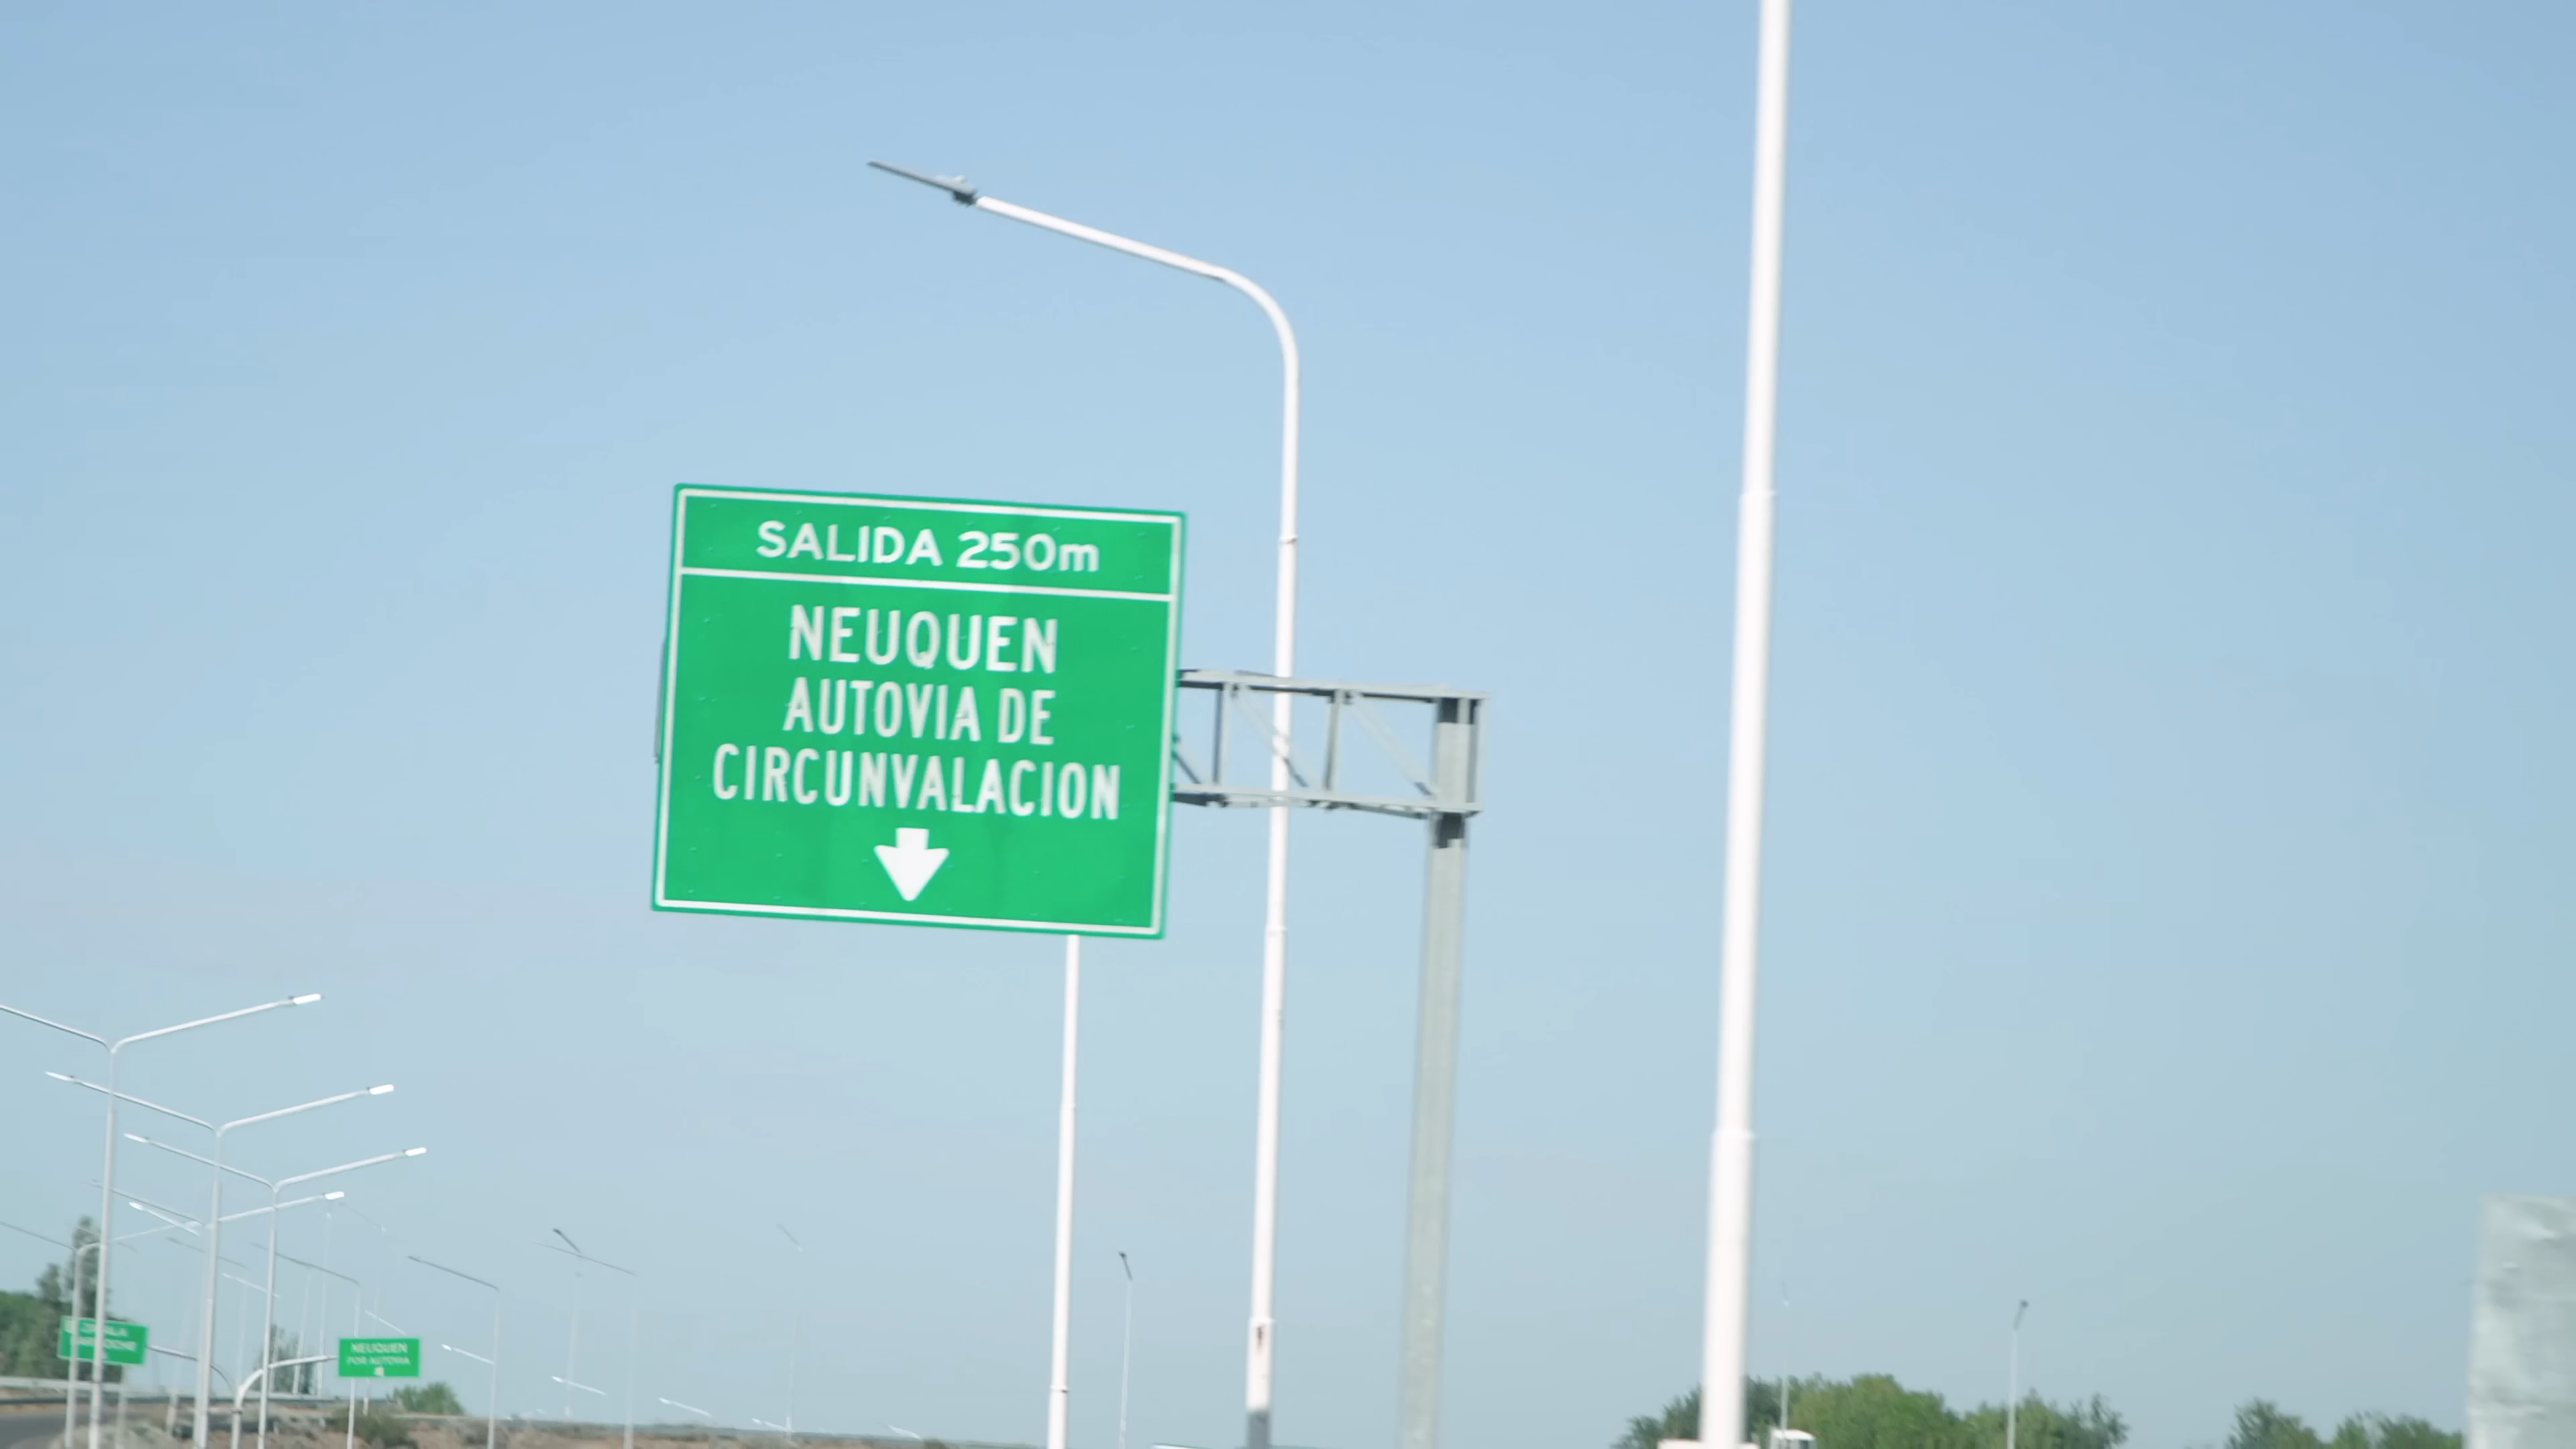 SALIDA 250m
NEUQUEN
AUTOVIA DE
CIRCUNVALACION
NEUQUEN
POR AUTOVIA